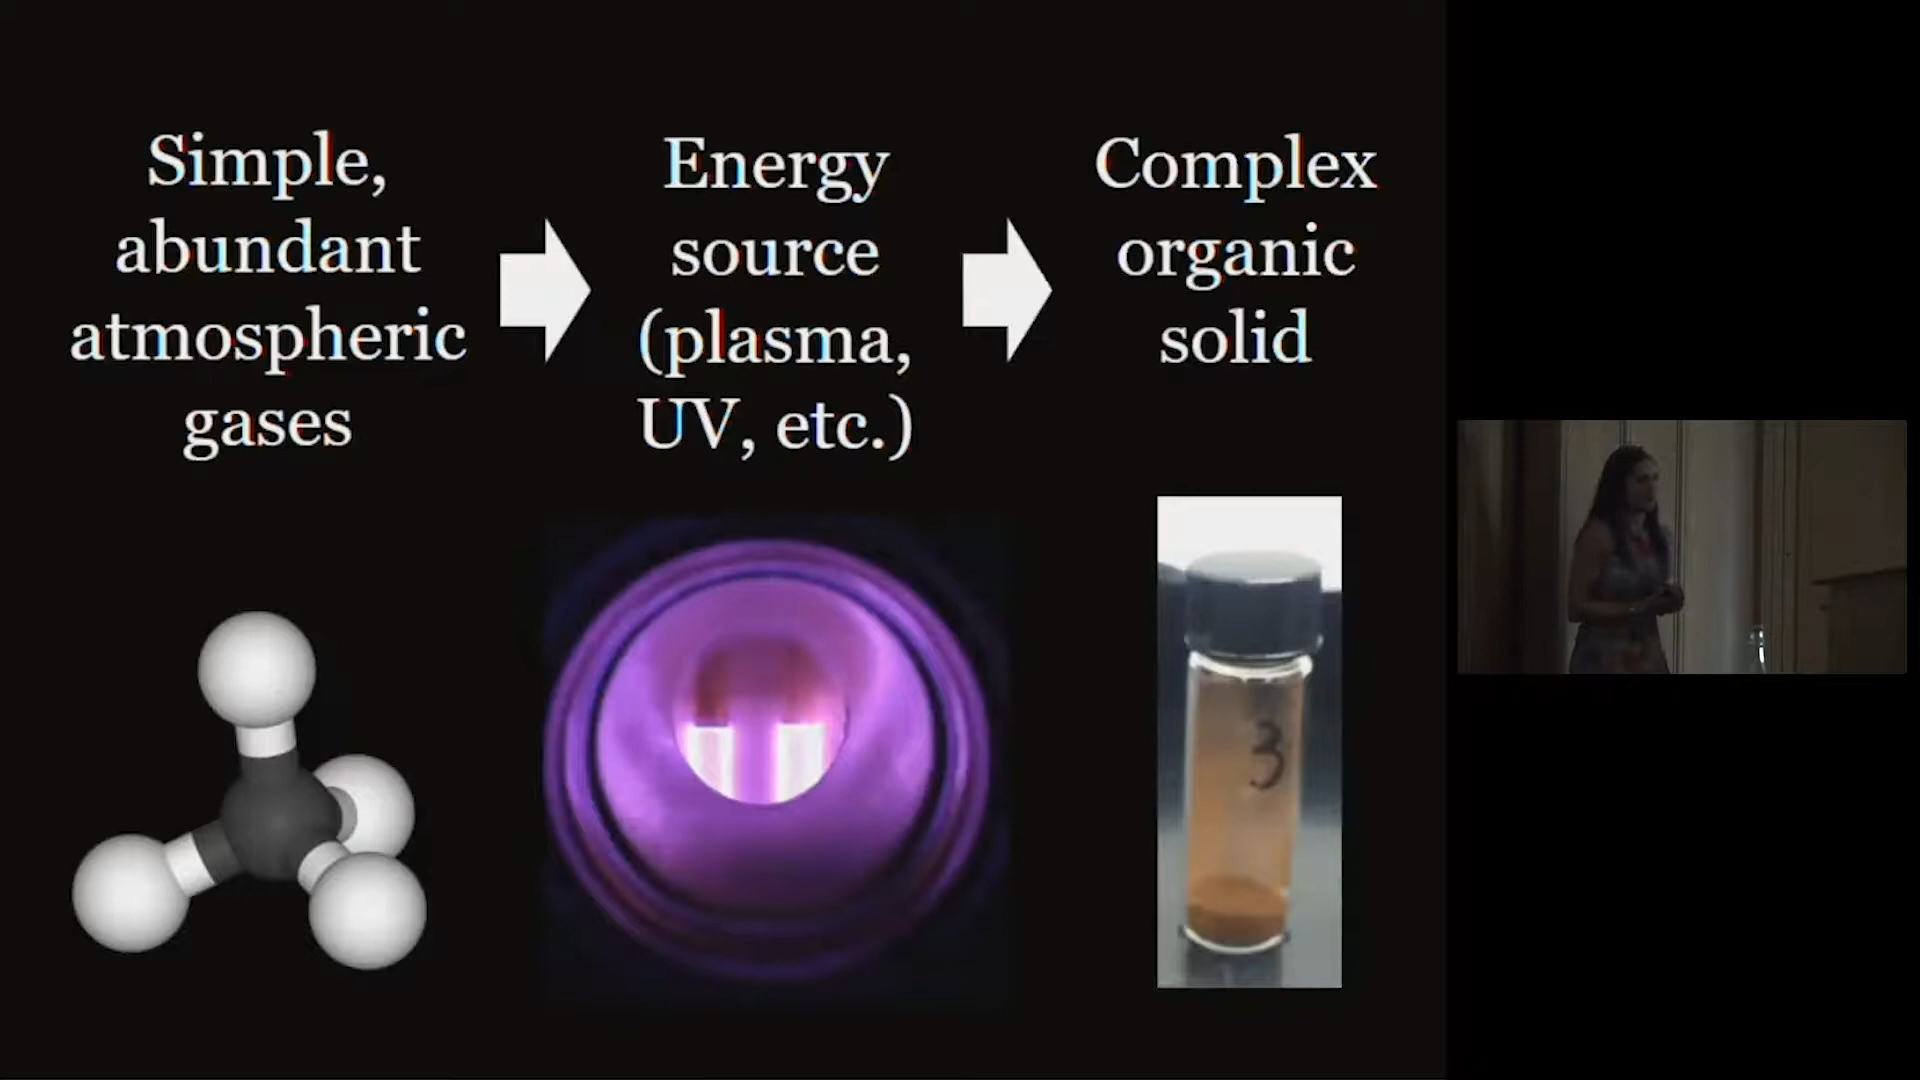 Simple,
abundant
atmospheric
gases
Energy
source
(plasma,
UV, etc.)
Complex
organic
solid
3